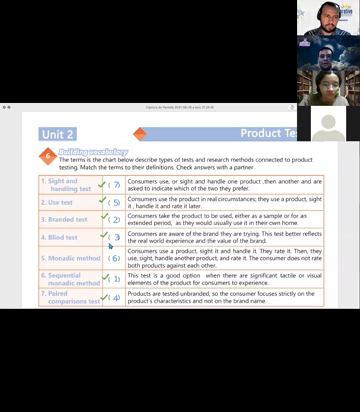 Unit 2
Product Te
6
Building vocabulary
The terms is the chart below describe types of tests and research methods connected to product
testing. Match the terms to their definitions. Check answers with a partner
1. Sight and
handling test
(7)
Consumers use, or sight and handle one product ,then another and are
asked to indicate which of the two they prefer.
2. Use test
(5)
Consumers use the product in real circumstances; they use a product, sight
it , handle it and rate it later.
3. Branded test
(2)
Consumers take the product to be used, either as a sample or for an
extended period, as they would usually use it in their own home.
4. Blind test
(3
Consumers are aware of the brand they are trying. This test better reflects
the real world experience and the value of the brand.
5. Monadic method
(6)
Consumers use a product, sight it and handle it. They rate it. Then, they
use, sight, handle another product, and rate it. The consumer does not rate
both products against each other.
6. Sequential
monadic method
(1)
This test is a good option when there are significant tactile or visual
elements of the product for consumers to experience.
7. Paired
comparisons test
(4)
Products are tested unbranded, so the consumer focuses strictly on the
product's characteristics and not on the brand name.